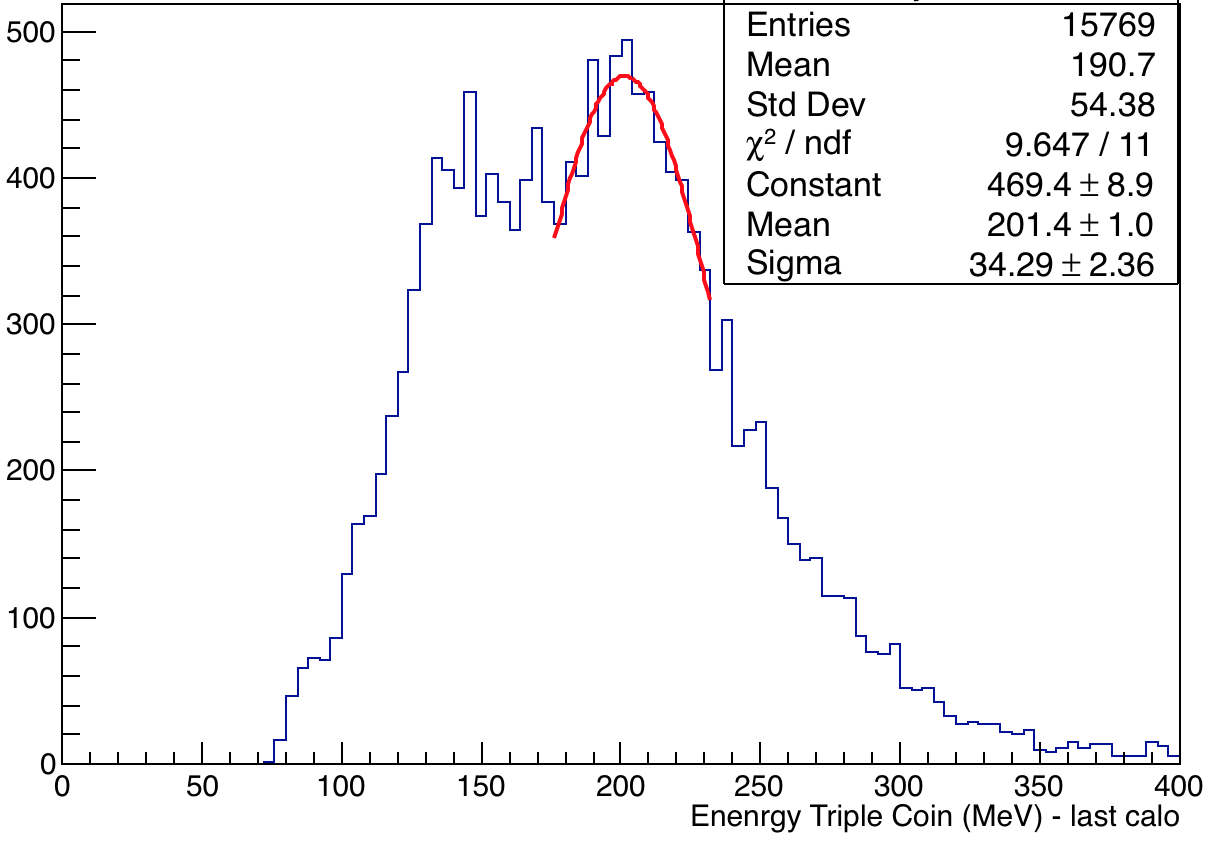 500
400
300
200
100
0
Entries 15769
Mean 190.7
Std Dev 54.38
χ² / ndf 9.647 / 11
Constant 469.4 ± 8.9
Mean 201.4 ± 1.0
Sigma 34.29 ± 2.36
0 50 100 150 200 250 300 350 400
Enenrgy Triple Coin (MeV) - last calo